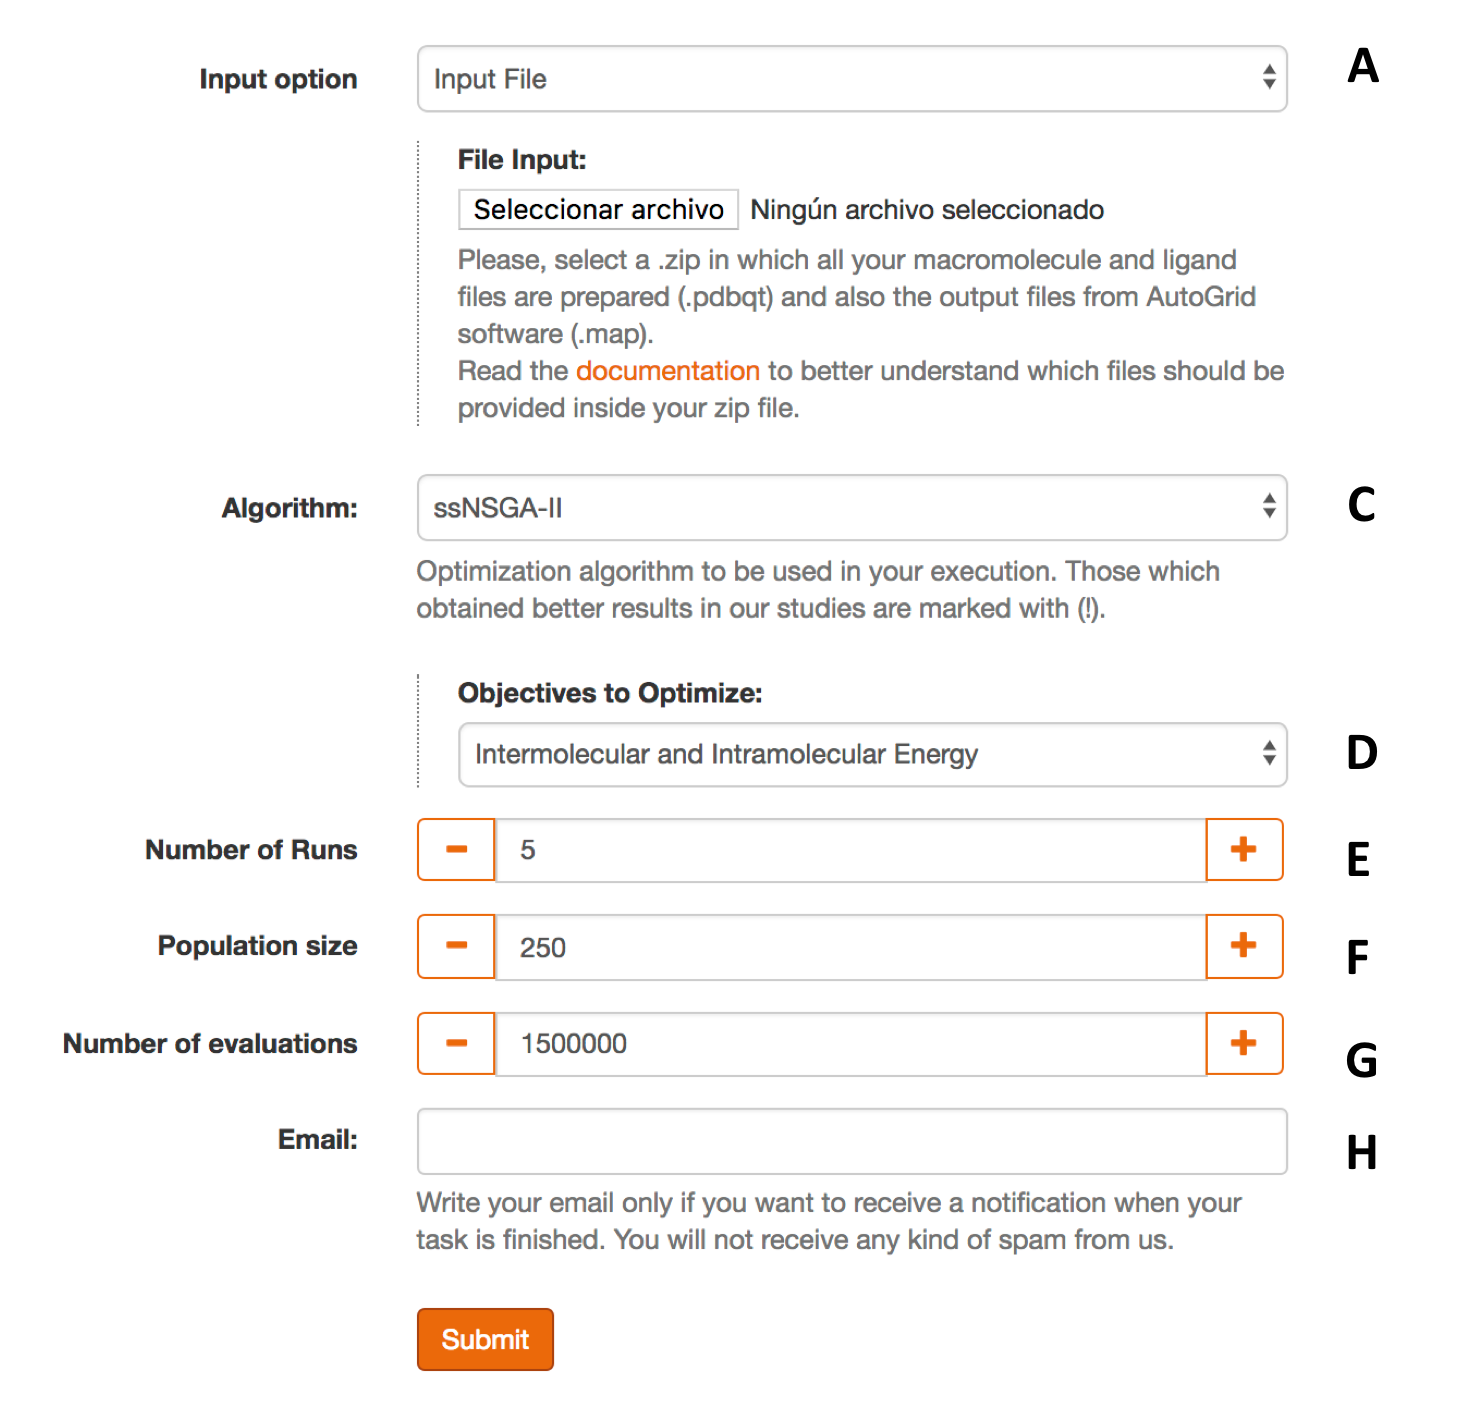 Input option
Input File
A
File Input:
Seleccionar archivo Ningún archivo seleccionado
Please, select a .zip in which all your macromolecule and ligand
files are prepared (.pdbqt) and also the output files from AutoGrid
software (.map).
Read the documentation to better understand which files should be
provided inside your zip file.
Algorithm:
ssNSGA-II
C
Optimization algorithm to be used in your execution. Those which
obtained better results in our studies are marked with (!).
Objectives to Optimize:
Intermolecular and Intramolecular Energy
D
Number of Runs
− 5 +
E
Population size
− 250 +
F
Number of evaluations
− 1500000 +
G
Email:
H
Write your email only if you want to receive a notification when your
task is finished. You will not receive any kind of spam from us.
Submit